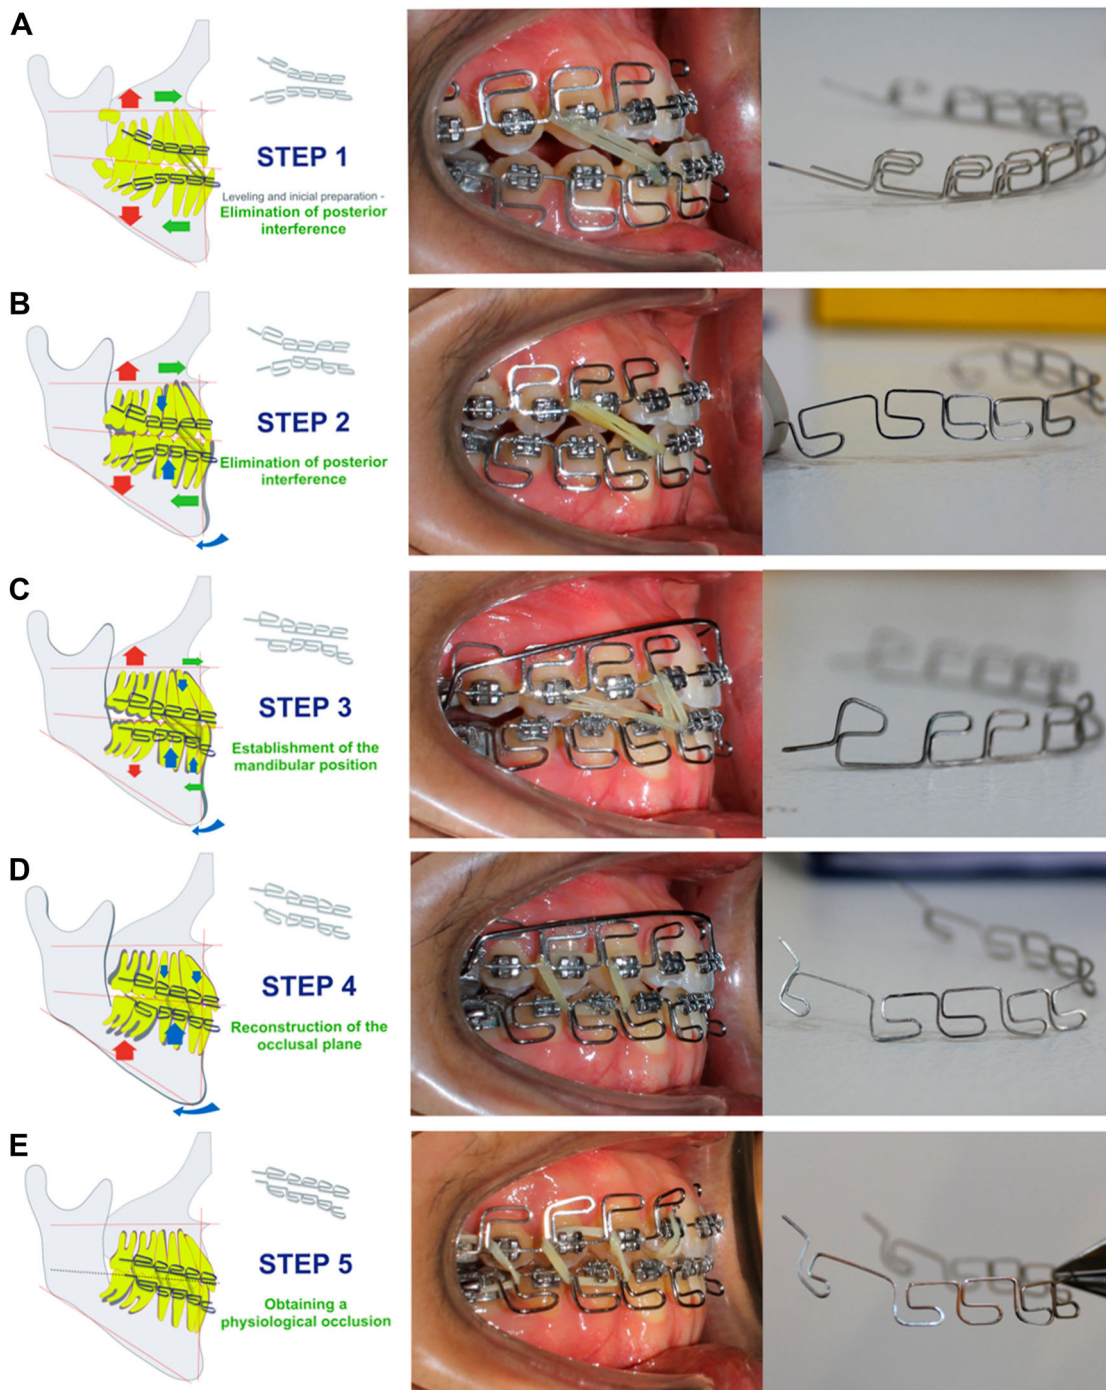 A
STEP 1
Leveling and inicial preparation -
Elimination of posterior
interference
B
STEP 2
Elimination of posterior
interference
C
STEP 3
Establishment of the
mandibular position
D
STEP 4
Reconstruction of the
occlusal plane
E
STEP 5
Obtaining a
physiological occlusion